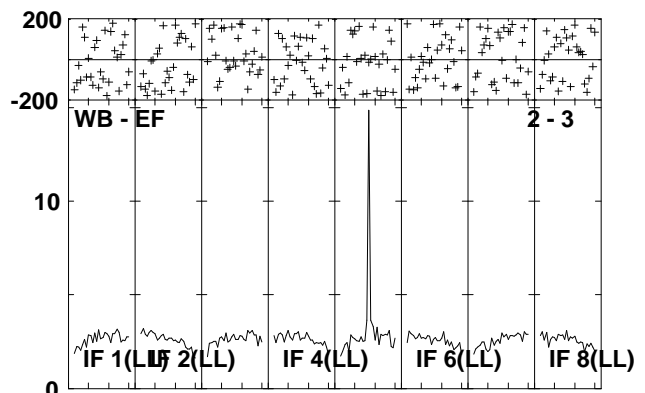 200
-200
WB - EF 2 - 3
10
IF 1(LL) IF 2(LL) IF 4(LL) IF 6(LL) IF 8(LL)
0